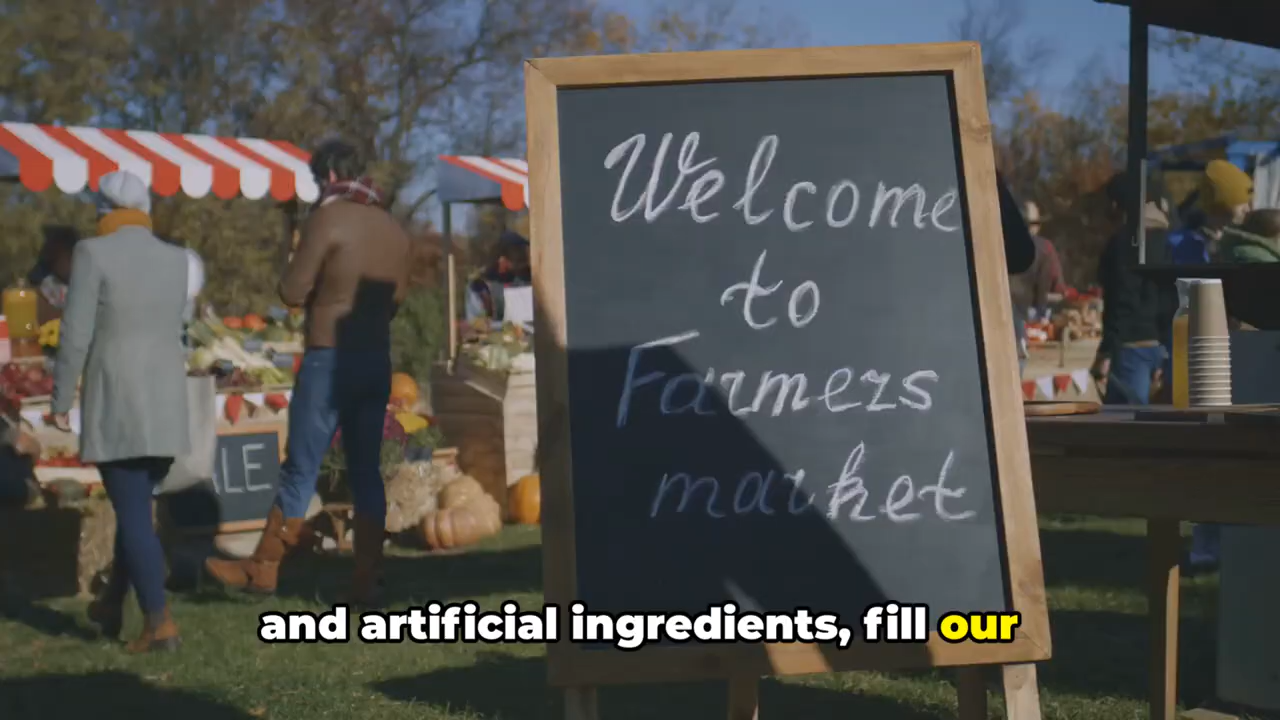 Welcome
to
Farmers
market
ALE
and artificial ingredients, fill our